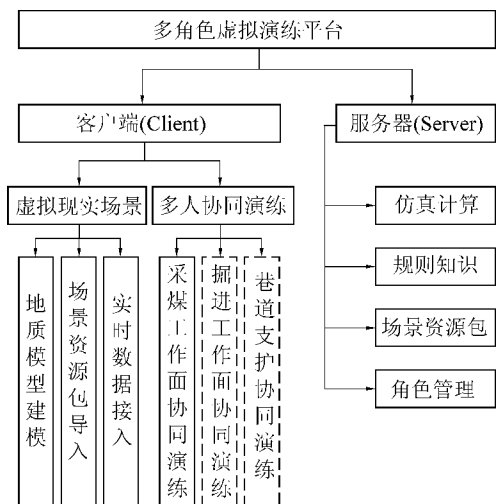 多角色虚拟演练平台
客户端(Client)
服务器(Server)
虚拟现实场景
多人协同演练
地质模型建模
场景资源包导入
实时数据接入
采煤工作面协同演练
掘进工作面协同演练
巷道支护协同演练
仿真计算
规则知识
场景资源包
角色管理